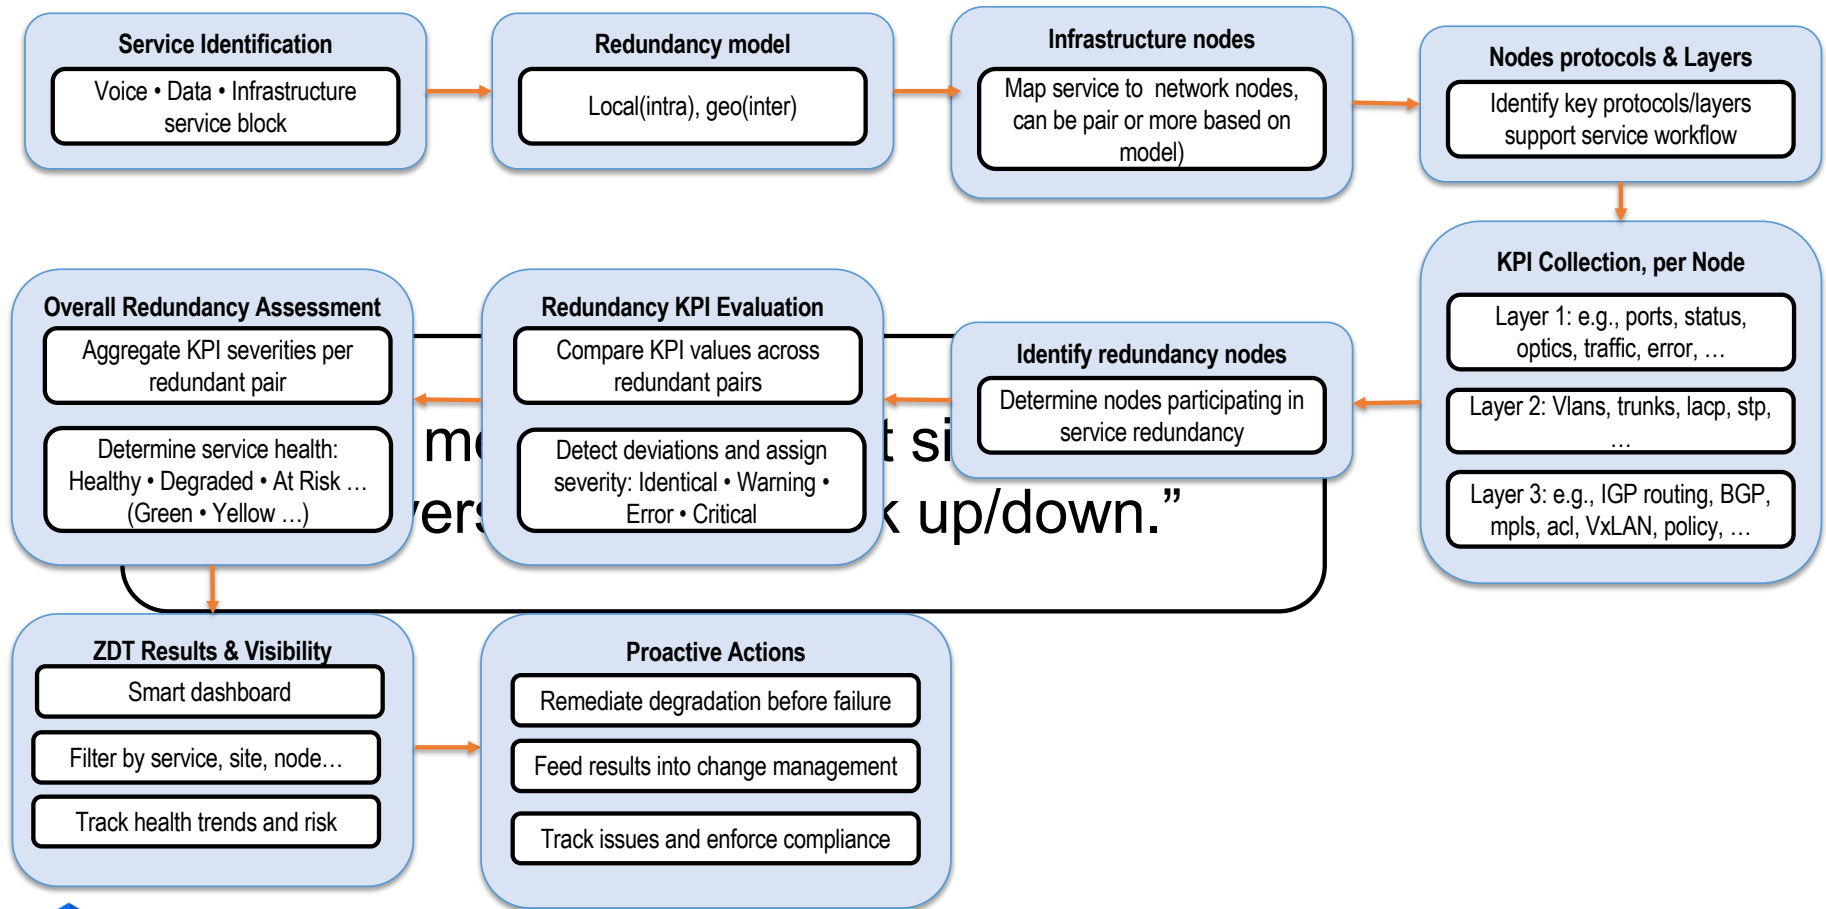 Service Identification
Voice • Data • Infrastructure
service block
Redundancy model
Local(intra), geo(inter)
Infrastructure nodes
Map service to network nodes,
can be pair or more based on
model)
Nodes protocols & Layers
Identify key protocols/layers
support service workflow
KPI Collection, per Node
Layer 1: e.g., ports, status,
optics, traffic, error, …
Layer 2: Vlans, trunks, lacp, stp,
…
Layer 3: e.g., IGP routing, BGP,
mpls, acl, VxLAN, policy, …
Identify redundancy nodes
Determine nodes participating in
service redundancy
Redundancy KPI Evaluation
Compare KPI values across
redundant pairs
Detect deviations and assign
severity: Identical • Warning •
Error • Critical
Overall Redundancy Assessment
Aggregate KPI severities per
redundant pair
Determine service health:
Healthy • Degraded • At Risk …
(Green • Yellow …)
up/down.”
ZDT Results & Visibility
Smart dashboard
Filter by service, site, node…
Track health trends and risk
Proactive Actions
Remediate degradation before failure
Feed results into change management
Track issues and enforce compliance